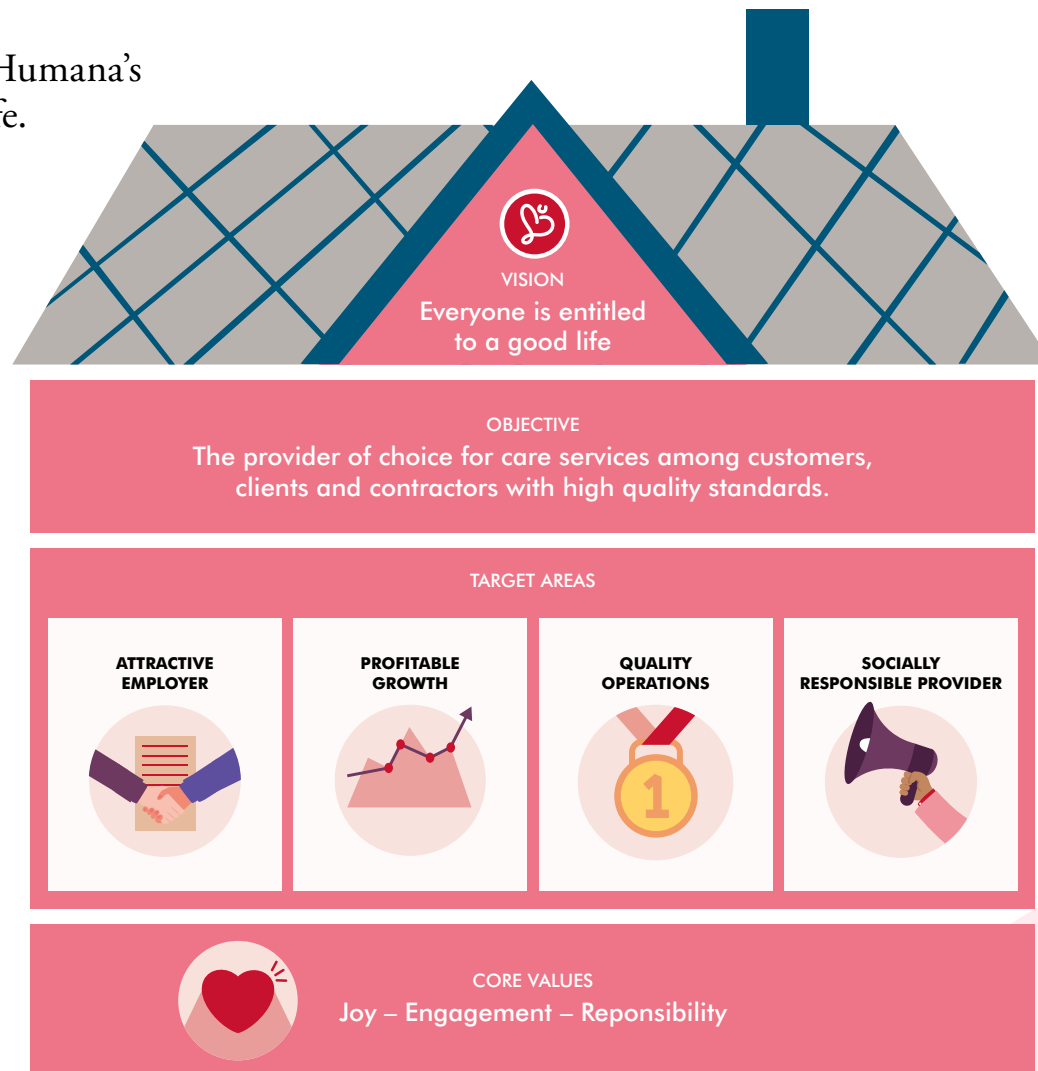 Humana's
fe.
VISION
Everyone is entitled
to a good life
OBJECTIVE
The provider of choice for care services among customers,
clients and contractors with high quality standards.
TARGET AREAS
ATTRACTIVE
EMPLOYER
PROFITABLE
GROWTH
QUALITY
OPERATIONS
1
SOCIALLY
RESPONSIBLE PROVIDER
CORE VALUES
Joy – Engagement – Reponsibility